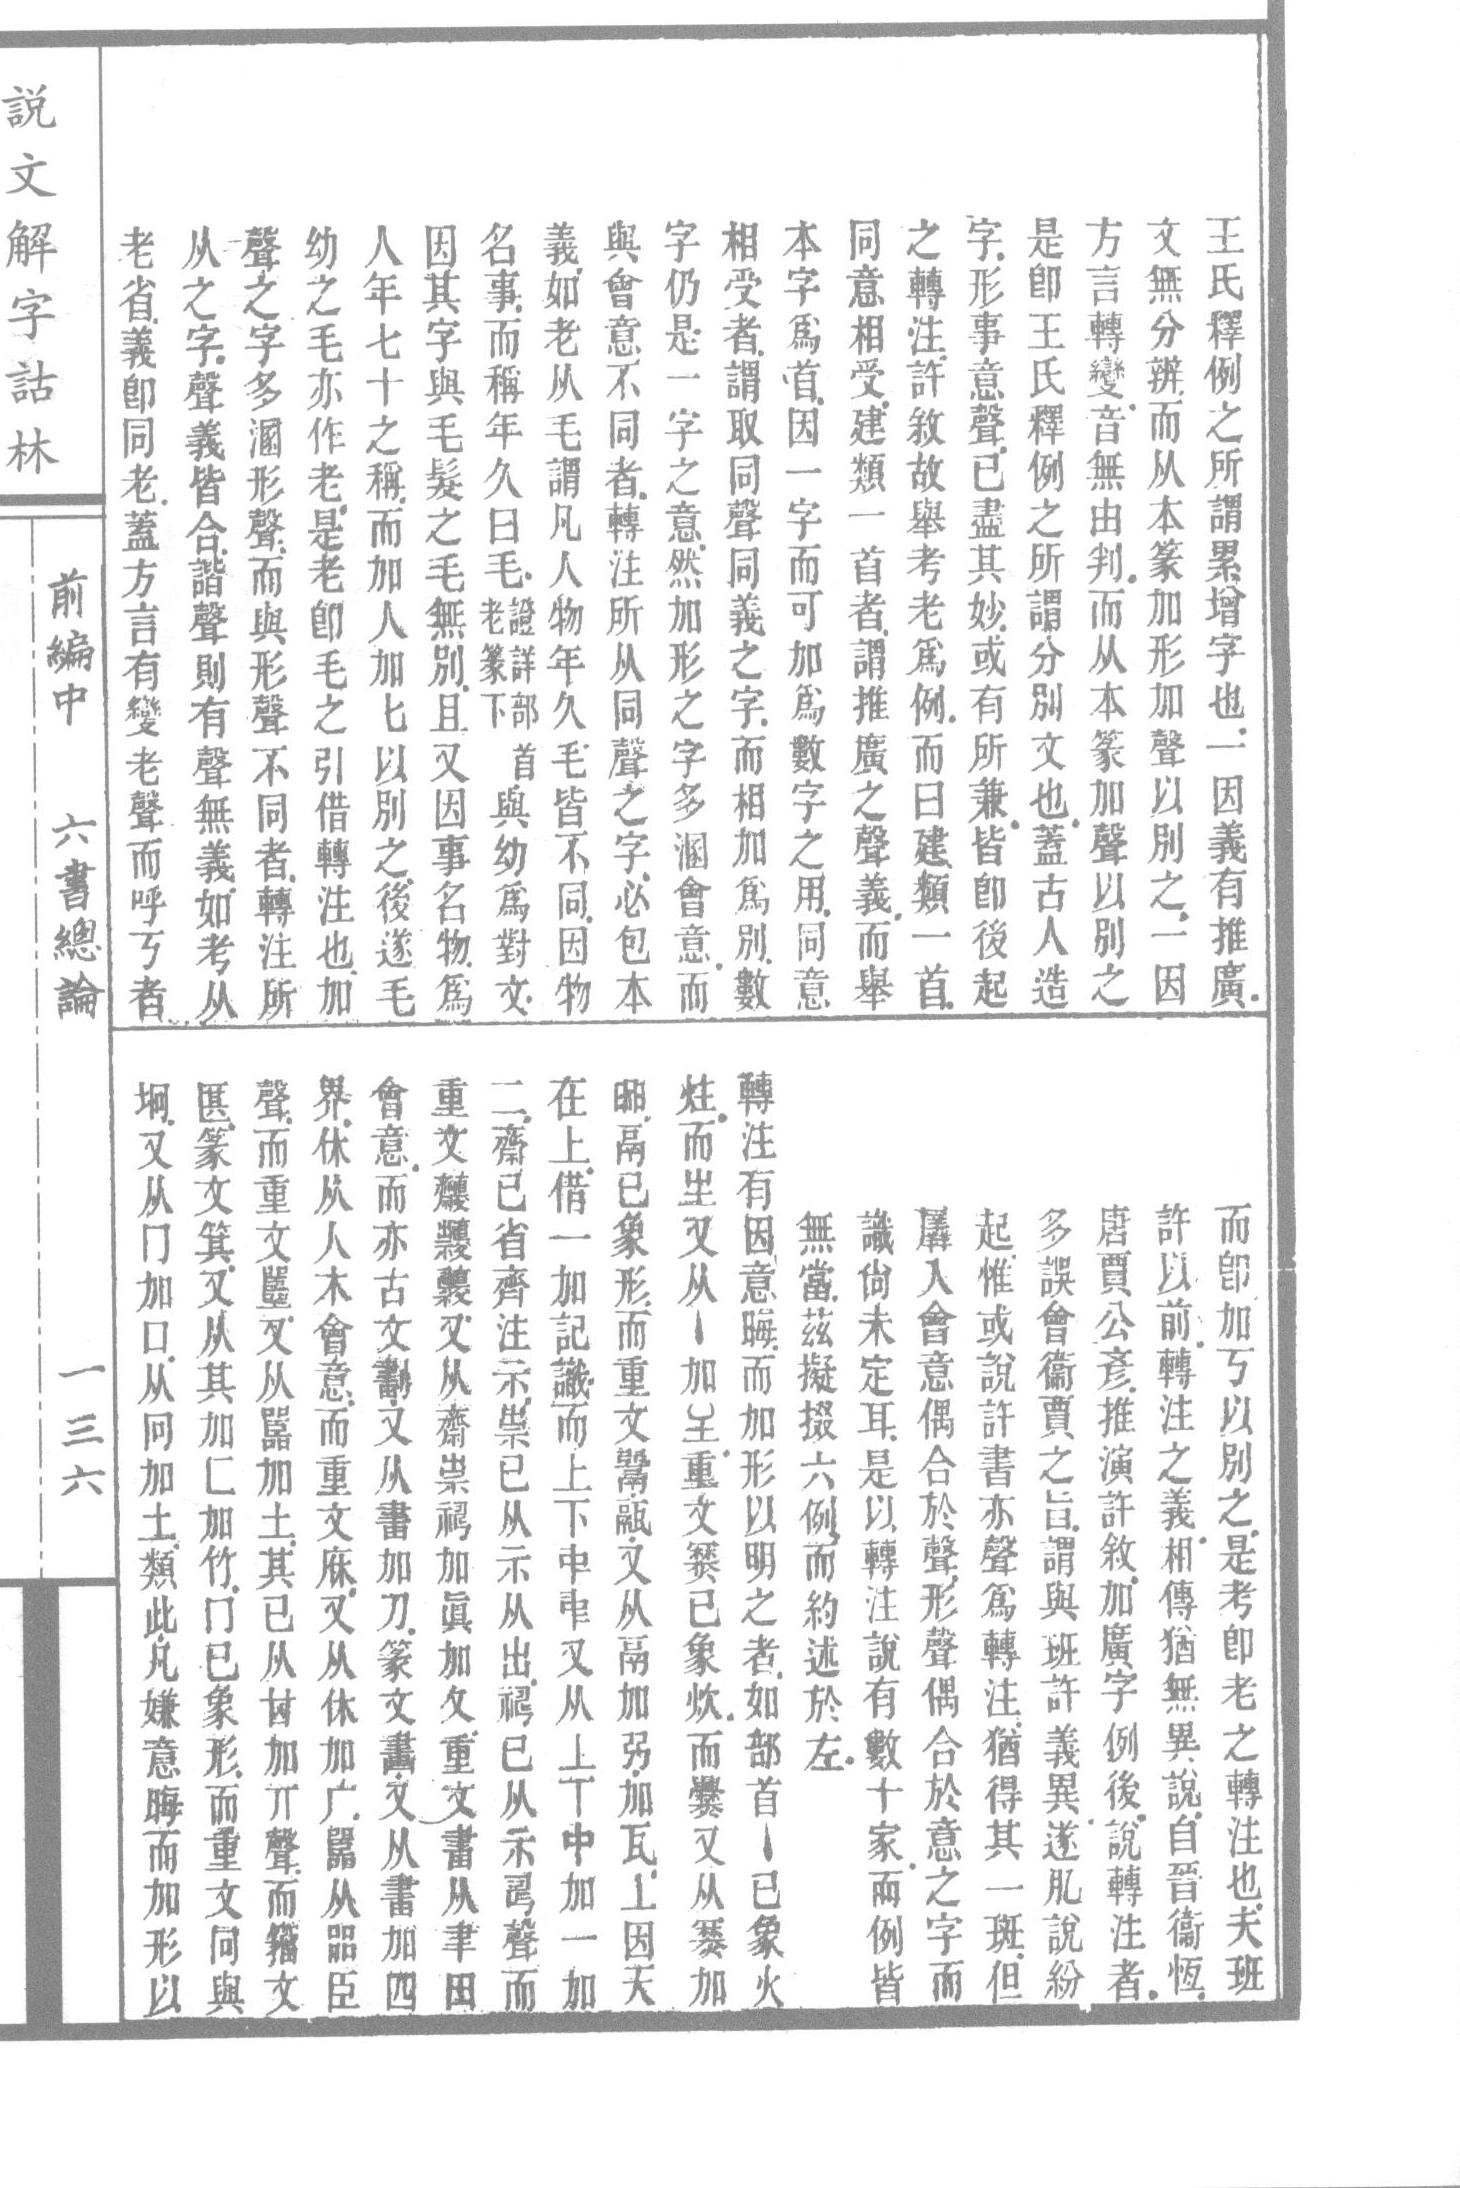 王氏釋例之所謂累增字也.一因義有推廣.
文無分辨.而从本篆加形加聲以別之.一因
方言轉變.音無由判.而从本篆加聲以別之
是卽王氏釋例之所謂分別文也.蓋古人造
字.形事意聲.已盡其妙.或有所兼.皆卽後起
之轉注.許敘故舉考老爲例.而曰建類一首.
同意相受.建類一首者.謂推廣之聲義.而舉
本字爲首.因一字而可加爲數字之用.同意
相受者.謂取同聲同義之字.而相加爲別.數
字仍是一字之意.然加形之字多溷會意.而
與會意不同者.轉注所从同聲之字.必包本
義.如老从毛謂凡人物年久毛皆不同.因物
名事.而稱年久曰毛.證詳部首老篆下與幼爲對文.
因其字與毛髮之毛無別.且又因事名物.爲
人年七十之稱.而加人加匕以別之.後遂毛
幼之毛亦作老.是老卽毛之引借轉注也.加
聲之字多溷形聲.而與形聲不同者.轉注所
从之字.聲義皆合.諧聲則有聲無義.如考从
老省.義卽同老.蓋方言有變老聲而呼丂者
而卽加丂以別之.是考卽老之轉注也.夫班
許以前.轉注之義.相傳猶無異說.自晉衞恆.
唐賈公彥.推演許敘.加廣字例後.說轉注者.
多誤會衞賈之旨.謂與班許義異.遂肊說紛
起.惟或說許書亦聲爲轉注.猶得其一斑.但
羼入會意偶合於聲.形聲偶合於意之字而
識尙未定耳.是以轉注說有數十家.兩例皆
無當.茲擬掇六例.而約述於左.
轉注有因意晦而加形以明之者.如部首丨已象火
炷.而坒又从丨加𡈼.重文㷊已象炊.而爨又从㷊加
𦥑.鬲已象形.而重文䰜㼸.又从鬲加䰜.加瓦.丄因天
在上.借一加記識.而上下中𠁧又从上丅中加一加
二.齋已省齊注示.祟已从示从出.禂已从示𠷎聲而
重文又从齋祟禂加眞加夂.重文畫从聿田
會意.而亦古文劃.又从畫加刀.篆文畫.又从畫加四
界.休从人木會意.而重文庥.又从休加广.嚚从㗊臣
聲.而重文又从嚚加土.其已从甘加丌聲.而籀文
匩.篆文箕.又从其加匚加竹.冂已象形.而重文冋與
坰.又从冂加口.从冋加土.類此.凡嫌意晦而加形以
說文解字詁林
前編中 六書總論
一三六